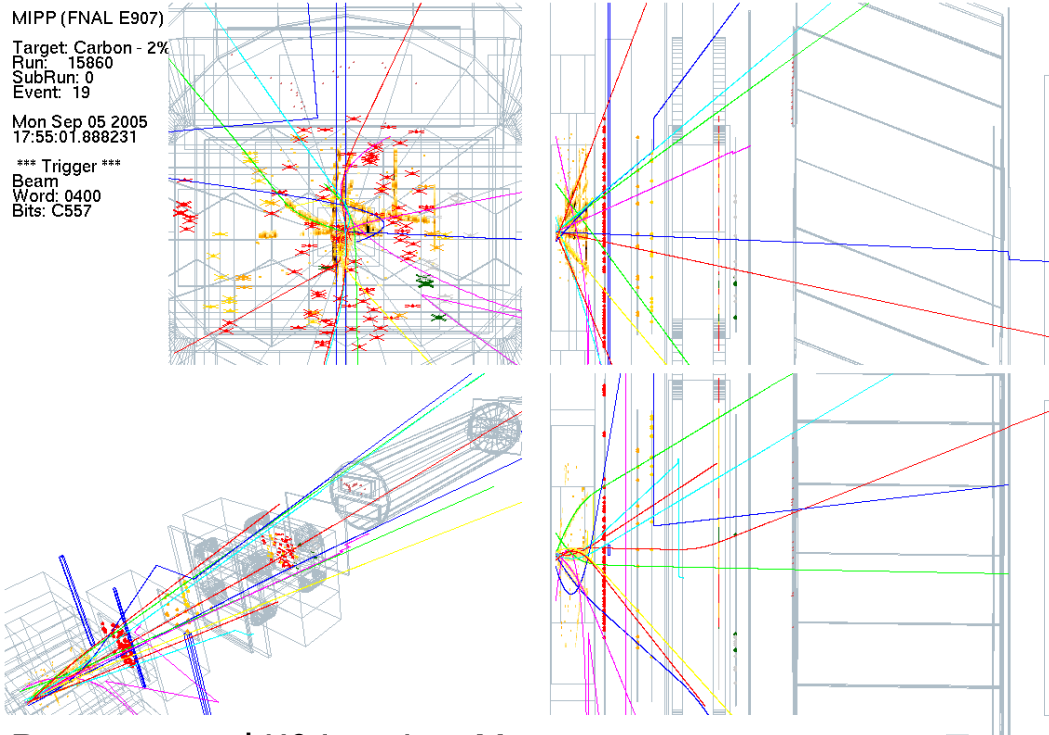 MIPP (FNAL E907)
Target: Carbon - 2%
Run: 15860
SubRun: 0
Event: 19
Mon Sep 05 2005
17:55:01.888231
*** Trigger ***
Beam
Word: 0400
Bits: C557